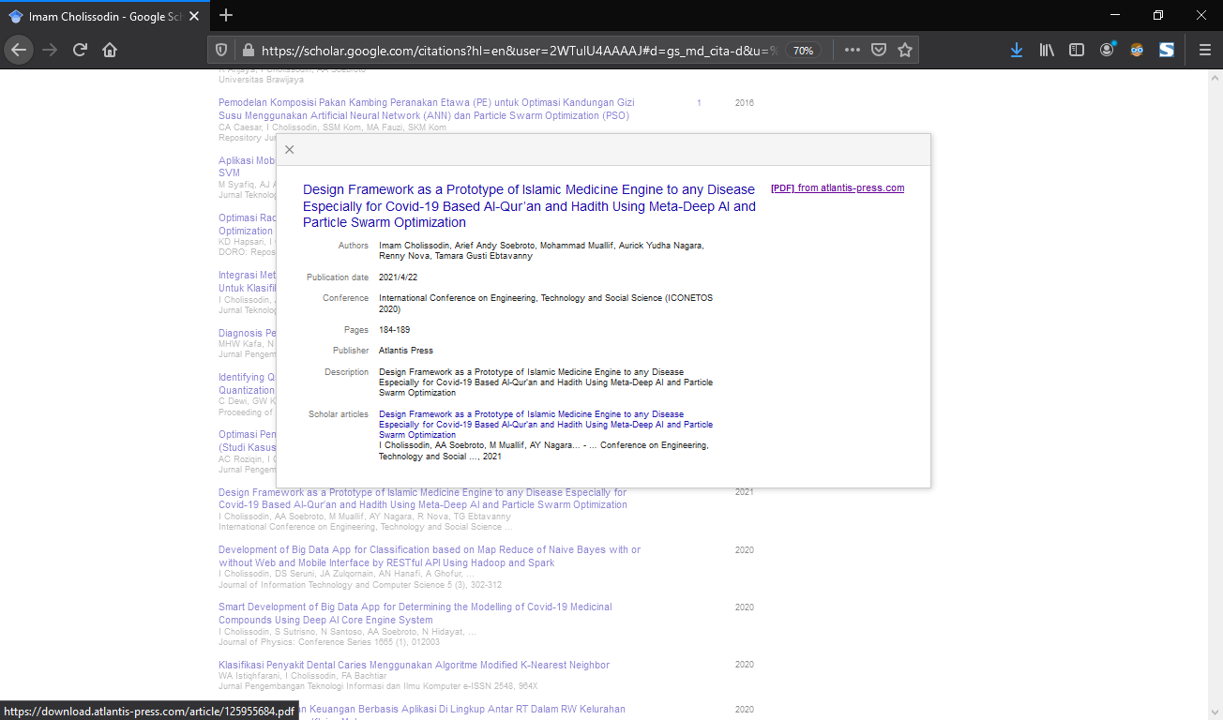 Imam Cholissodin - Google Sch
https://scholar.google.com/citations?hl=en&user=2WTuIU4AAAAJ#d=gs_md_cita-d&u=%
70%
Universitas Brawijaya
Pemodelan Komposisi Pakan Kambing Peranakan Etawa (PE) untuk Optimasi Kandungan Gizi 1 2016
Susu Menggunakan Artificial Neural Network (ANN) dan Particle Swarm Optimization (PSO)
CA Caesar, I Cholissodin, SSM Kom, MA Fauzi, SKM Kom
Repository Jur
Aplikasi Mob
SVM
M Syafiq, AJ A
Jurnal Teknolo
Optimasi Rac
Optimization
KD Hapsari, I
DORO: Repos
Integrasi Met
Untuk Klasifi
I Cholissodin,
Jurnal Teknolo
Diagnosis Pe
MHW Kafa, N
Jurnal Pengem
Identifying Q
Quantization
C Dewi, GW K
Proceeding of
Optimasi Pen
(Studi Kasus
AC Roziqin, I C
Jurnal Pengem
Design Framework as a Prototype of Islamic Medicine Engine to any Disease
Especially for Covid-19 Based Al-Qur'an and Hadith Using Meta-Deep AI and
Particle Swarm Optimization
[PDF] from atlantis-press.com
Authors Imam Cholissodin, Arief Andy Soebroto, Mohammad Muallif, Aurick Yudha Nagara,
Renny Nova, Tamara Gusti Ebtavanny
Publication date 2021/4/22
Conference International Conference on Engineering, Technology and Social Science (ICONETOS
2020)
Pages 184-189
Publisher Atlantis Press
Description Design Framework as a Prototype of Islamic Medicine Engine to any Disease
Especially for Covid-19 Based Al-Qur'an and Hadith Using Meta-Deep AI and Particle
Swarm Optimization
Scholar articles Design Framework as a Prototype of Islamic Medicine Engine to any Disease
Especially for Covid-19 Based Al-Qur'an and Hadith Using Meta-Deep AI and Particle
Swarm Optimization
I Cholissodin, AA Soebroto, M Muallif, AY Nagara... - ... Conference on Engineering,
Technology and Social ..., 2021
Design Framework as a Prototype of Islamic Medicine Engine to any Disease Especially for 2021
Covid-19 Based Al-Qur'an and Hadith Using Meta-Deep AI and Particle Swarm Optimization
I Cholissodin, AA Soebroto, M Muallif, AY Nagara, R Nova, TG Ebtavanny
International Conference on Engineering, Technology and Social Science ...
Development of Big Data App for Classification based on Map Reduce of Naive Bayes with or 2020
without Web and Mobile Interface by RESTful API Using Hadoop and Spark
I Cholissodin, DS Seruni, JA Zulqornain, AN Hanafi, A Ghofur, ...
Journal of Information Technology and Computer Science 5 (3), 302-312
Smart Development of Big Data App for Determining the Modelling of Covid-19 Medicinal 2020
Compounds Using Deep AI Core Engine System
I Cholissodin, S Sutrisno, N Santoso, AA Soebroto, N Hidayat, ...
Journal of Physics: Conference Series 1665 (1), 012003
Klasifikasi Penyakit Dental Caries Menggunakan Algoritme Modified K-Nearest Neighbor 2020
WA Istiqhfarani, I Cholissodin, FA Bachtiar
Jurnal Pengembangan Teknologi Informasi dan Ilmu Komputer e-ISSN 2548, 964X
an Keuangan Berbasis Aplikasi Di Lingkup Antar RT Dalam RW Kelurahan 2020
https://download.atlantis-press.com/article/125955684.pdf